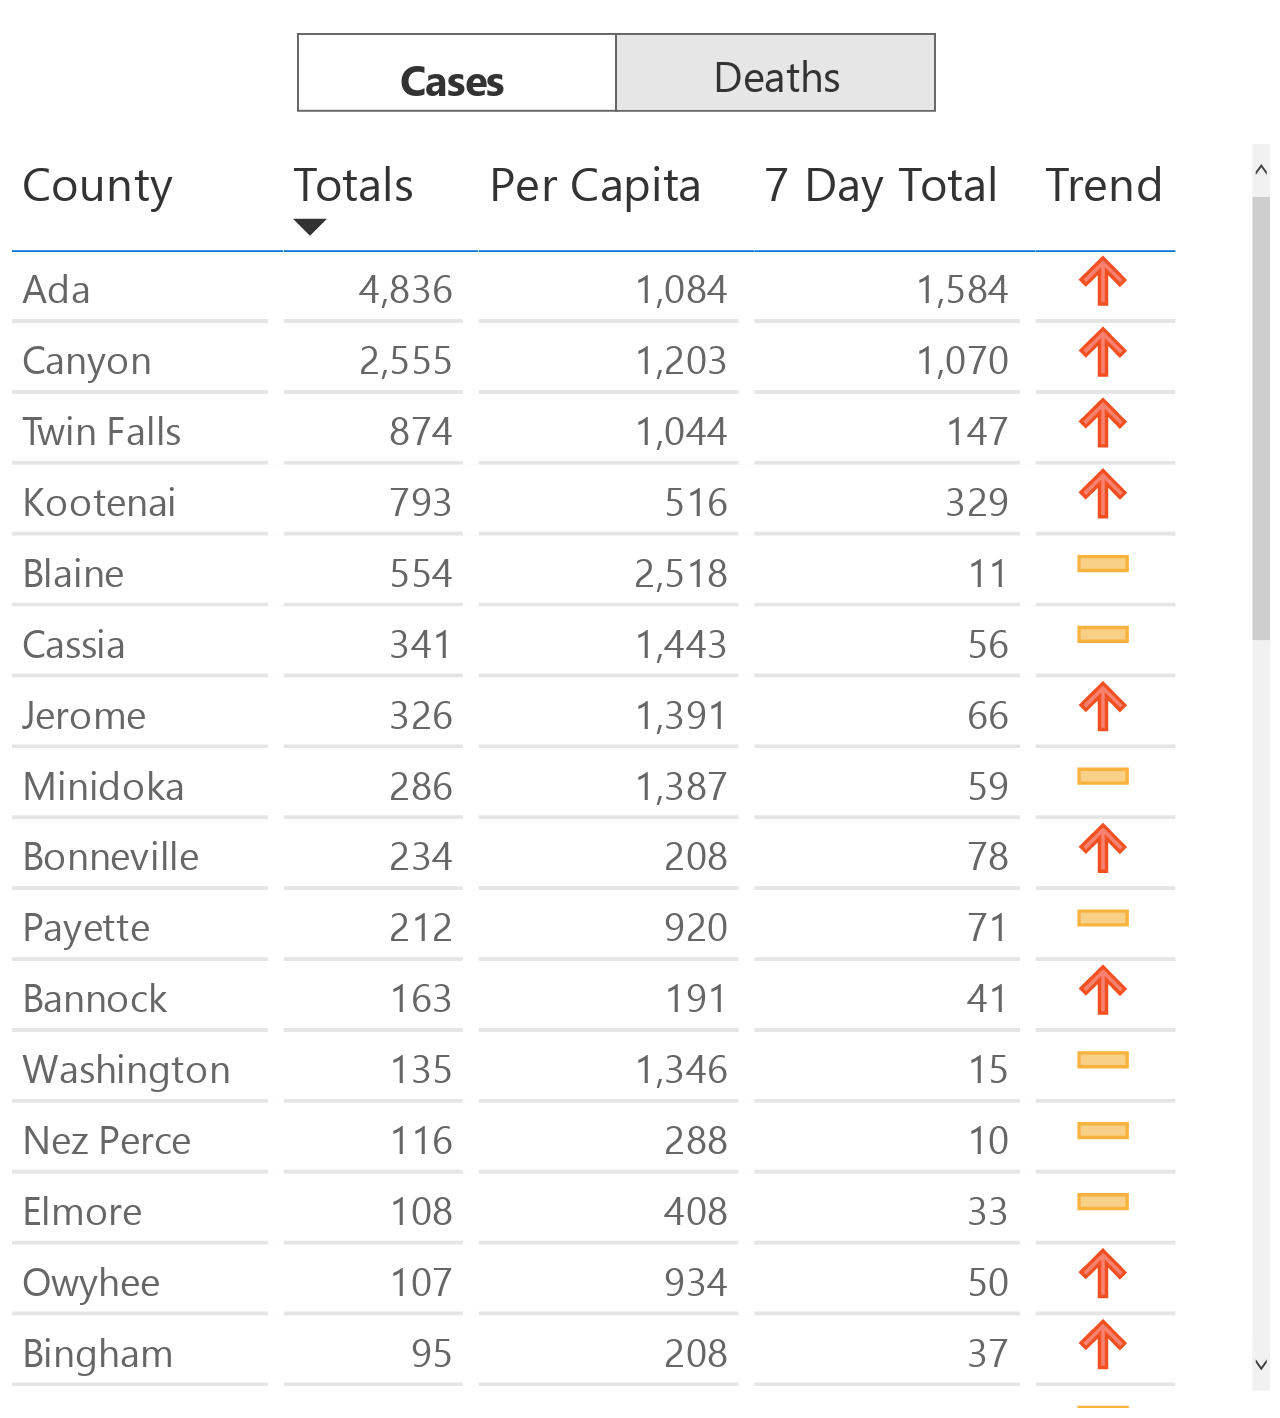 Cases Deaths
County Totals Per Capita 7 Day Total Trend
Ada 4,836 1,084 1,584
Canyon 2,555 1,203 1,070
Twin Falls 874 1,044 147
Kootenai 793 516 329
Blaine 554 2,518 11
Cassia 341 1,443 56
Jerome 326 1,391 66
Minidoka 286 1,387 59
Bonneville 234 208 78
Payette 212 920 71
Bannock 163 191 41
Washington 135 1,346 15
Nez Perce 116 288 10
Elmore 108 408 33
Owyhee 107 934 50
Bingham 95 208 37